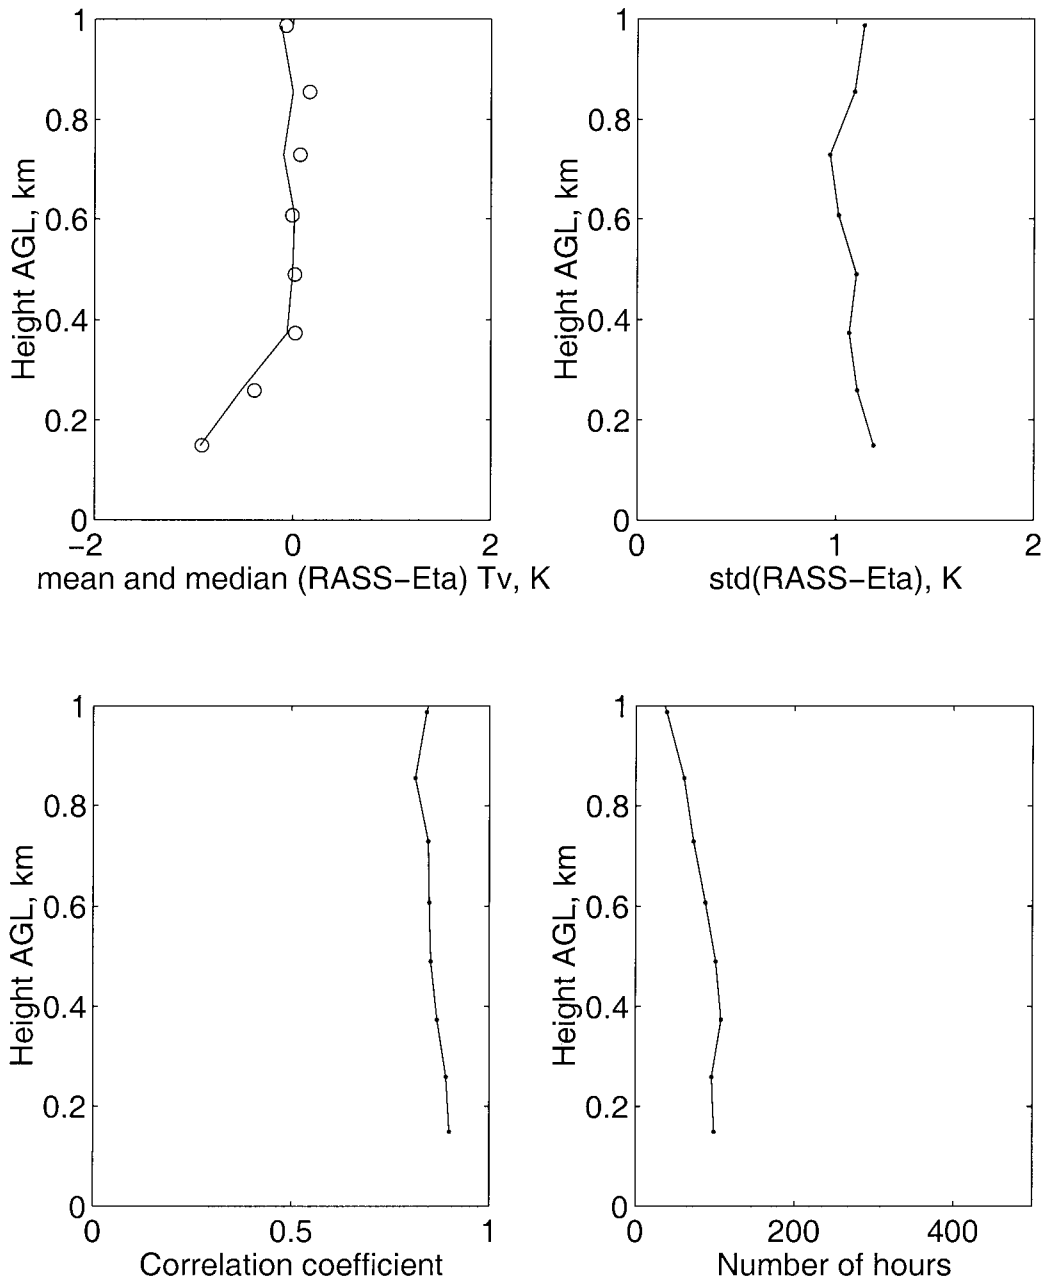 1
0.8
0.6
0.4
0.2
0
Height AGL, km
−2 0 2
mean and median (RASS−Eta) Tv, K
1
0.8
0.6
0.4
0.2
0
Height AGL, km
0 1 2
std(RASS−Eta), K
1
0.8
0.6
0.4
0.2
0
Height AGL, km
0 0.5 1
Correlation coefficient
1
0.8
0.6
0.4
0.2
0
Height AGL, km
0 200 400
Number of hours